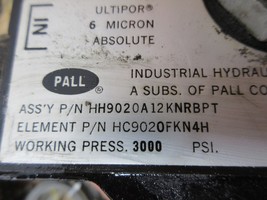 ULTIPOR®
6 MICRON
ABSOLUTE
IN
PALL
INDUSTRIAL HYDRAU
A SUBS. OF PALL CO
ASS'Y P/N HH9020A12KNRBPT
ELEMENT P/N HC9020FKN4H
WORKING PRESS. 3000 PSI.